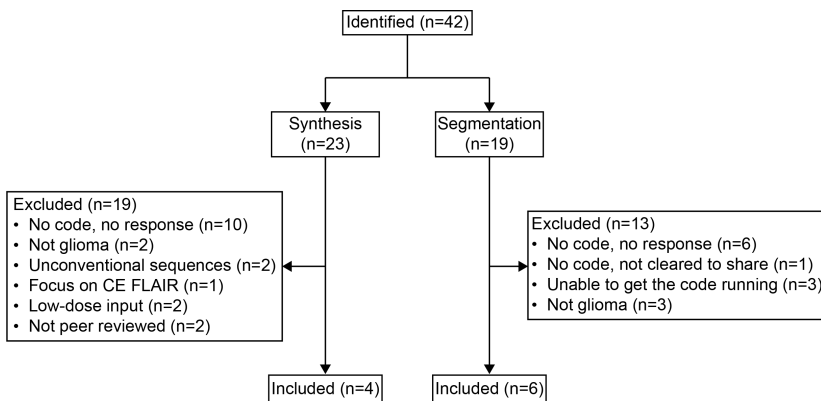 Identified (n=42)
Synthesis
(n=23)
Segmentation
(n=19)
Excluded (n=19)
• No code, no response (n=10)
• Not glioma (n=2)
• Unconventional sequences (n=2)
• Focus on CE FLAIR (n=1)
• Low-dose input (n=2)
• Not peer reviewed (n=2)
Excluded (n=13)
• No code, no response (n=6)
• No code, not cleared to share (n=1)
• Unable to get the code running (n=3)
• Not glioma (n=3)
Included (n=4)
Included (n=6)